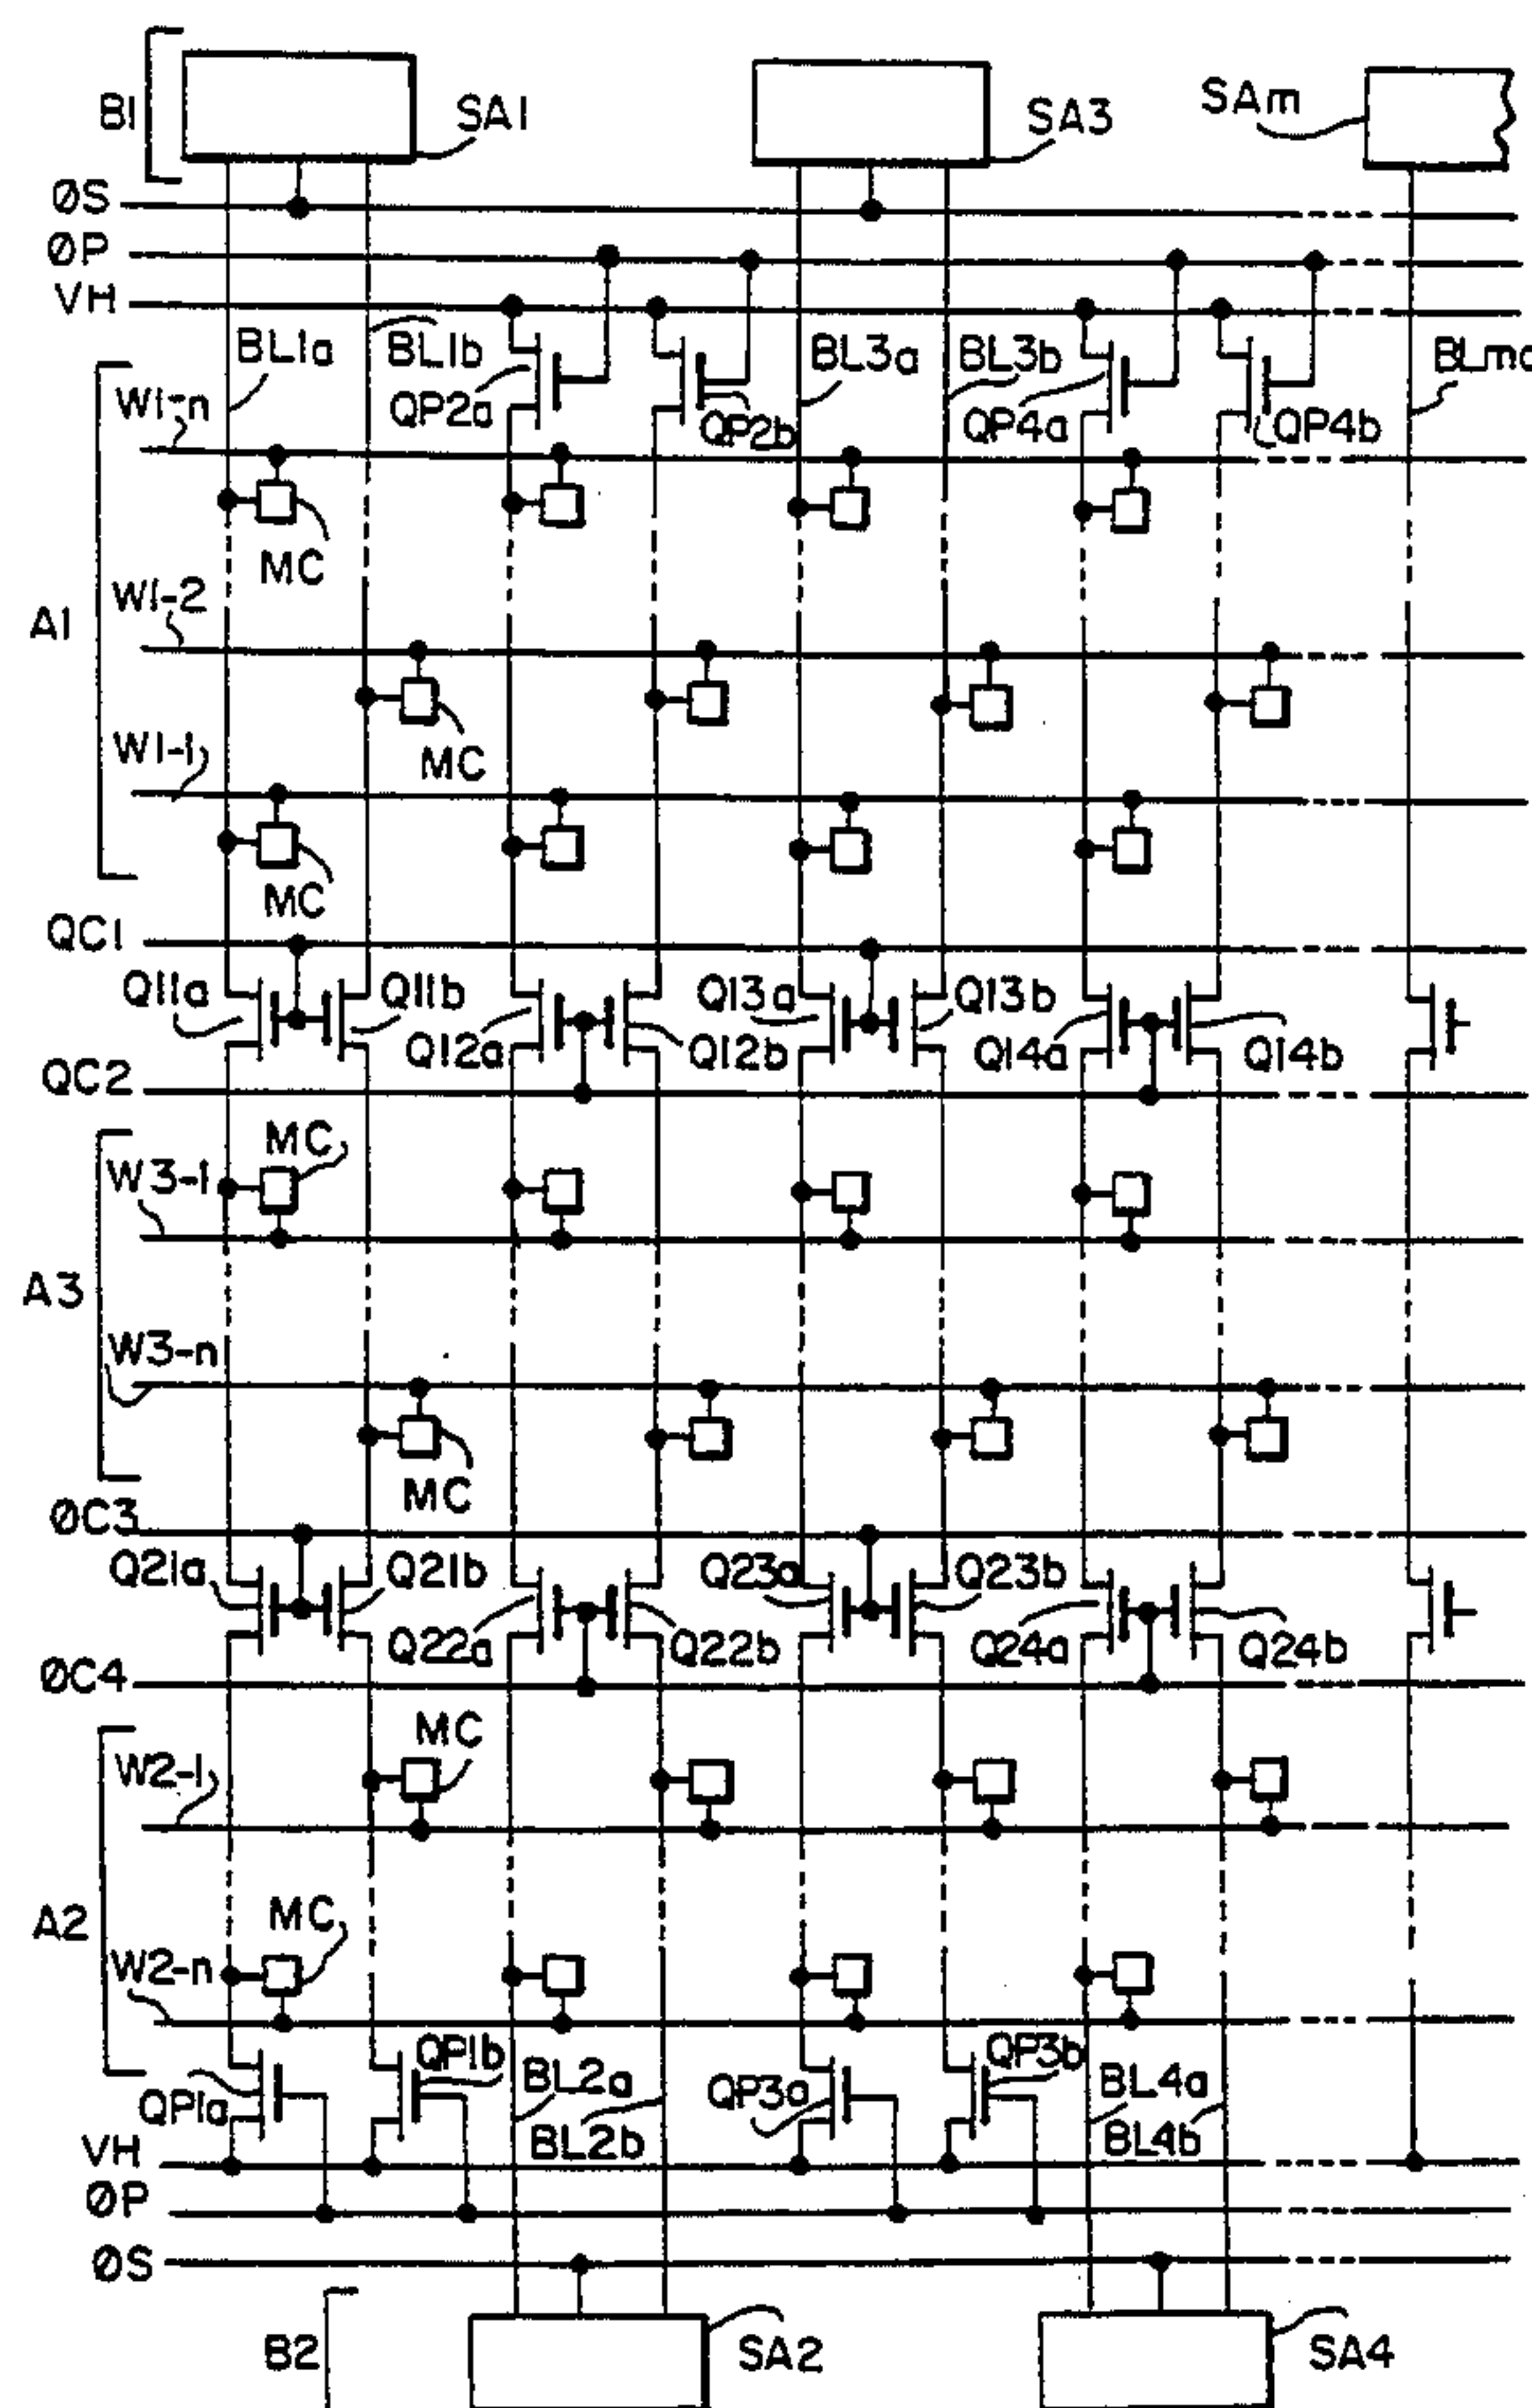 B1
SA1
SA3
SAm
ØS
ØP
VH
BL1a
BL1b
BL3a
BL3b
QP2a
QP2b
QP4a
QP4b
W1-n
MC
A1
W1-2
MC
W1-1
MC
QC1
Q11a
Q11b
Q12a
Q12b
Q13a
Q13b
Q14a
Q14b
QC2
MC
W3-1
A3
W3-n
MC
ØC3
Q21a
Q21b
Q22a
Q22b
Q23a
Q23b
Q24a
Q24b
ØC4
MC
W2-1
A2
MC
W2-n
QP1a
QP1b
BL2a
BL2b
QP3a
QP3b
BL4a
BL4b
VH
ØP
ØS
B2
SA2
SA4